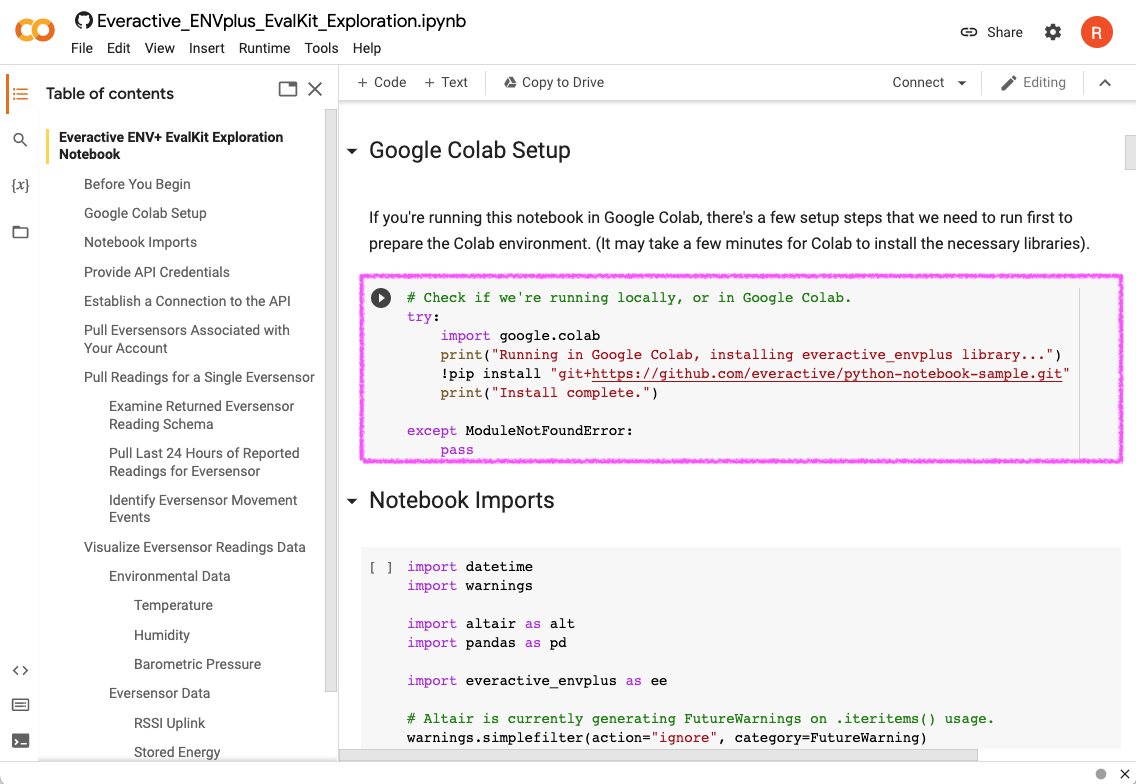 Everactive_ENVplus_EvalKit_Exploration.ipynb
File Edit View Insert Runtime Tools Help
Share
R
Table of contents
+ Code + Text Copy to Drive
Connect Editing
Everactive ENV+ EvalKit Exploration
Notebook
Before You Begin
Google Colab Setup
Notebook Imports
Provide API Credentials
Establish a Connection to the API
Pull Eversensors Associated with
Your Account
Pull Readings for a Single Eversensor
Examine Returned Eversensor
Reading Schema
Pull Last 24 Hours of Reported
Readings for Eversensor
Identify Eversensor Movement
Events
Visualize Eversensor Readings Data
Environmental Data
Temperature
Humidity
Barometric Pressure
Eversensor Data
RSSI Uplink
Stored Energy
{x}
<>
Google Colab Setup
If you're running this notebook in Google Colab, there's a few setup steps that we need to run first to
prepare the Colab environment. (It may take a few minutes for Colab to install the necessary libraries).
# Check if we're running locally, or in Google Colab.
try:
    import google.colab
    print("Running in Google Colab, installing everactive_envplus library...")
    !pip install "git+https://github.com/everactive/python-notebook-sample.git"
    print("Install complete.")
except ModuleNotFoundError:
    pass
Notebook Imports
[ ] import datetime
import warnings
import altair as alt
import pandas as pd
import everactive_envplus as ee
# Altair is currently generating FutureWarnings on .iteritems() usage.
warnings.simplefilter(action="ignore", category=FutureWarning)